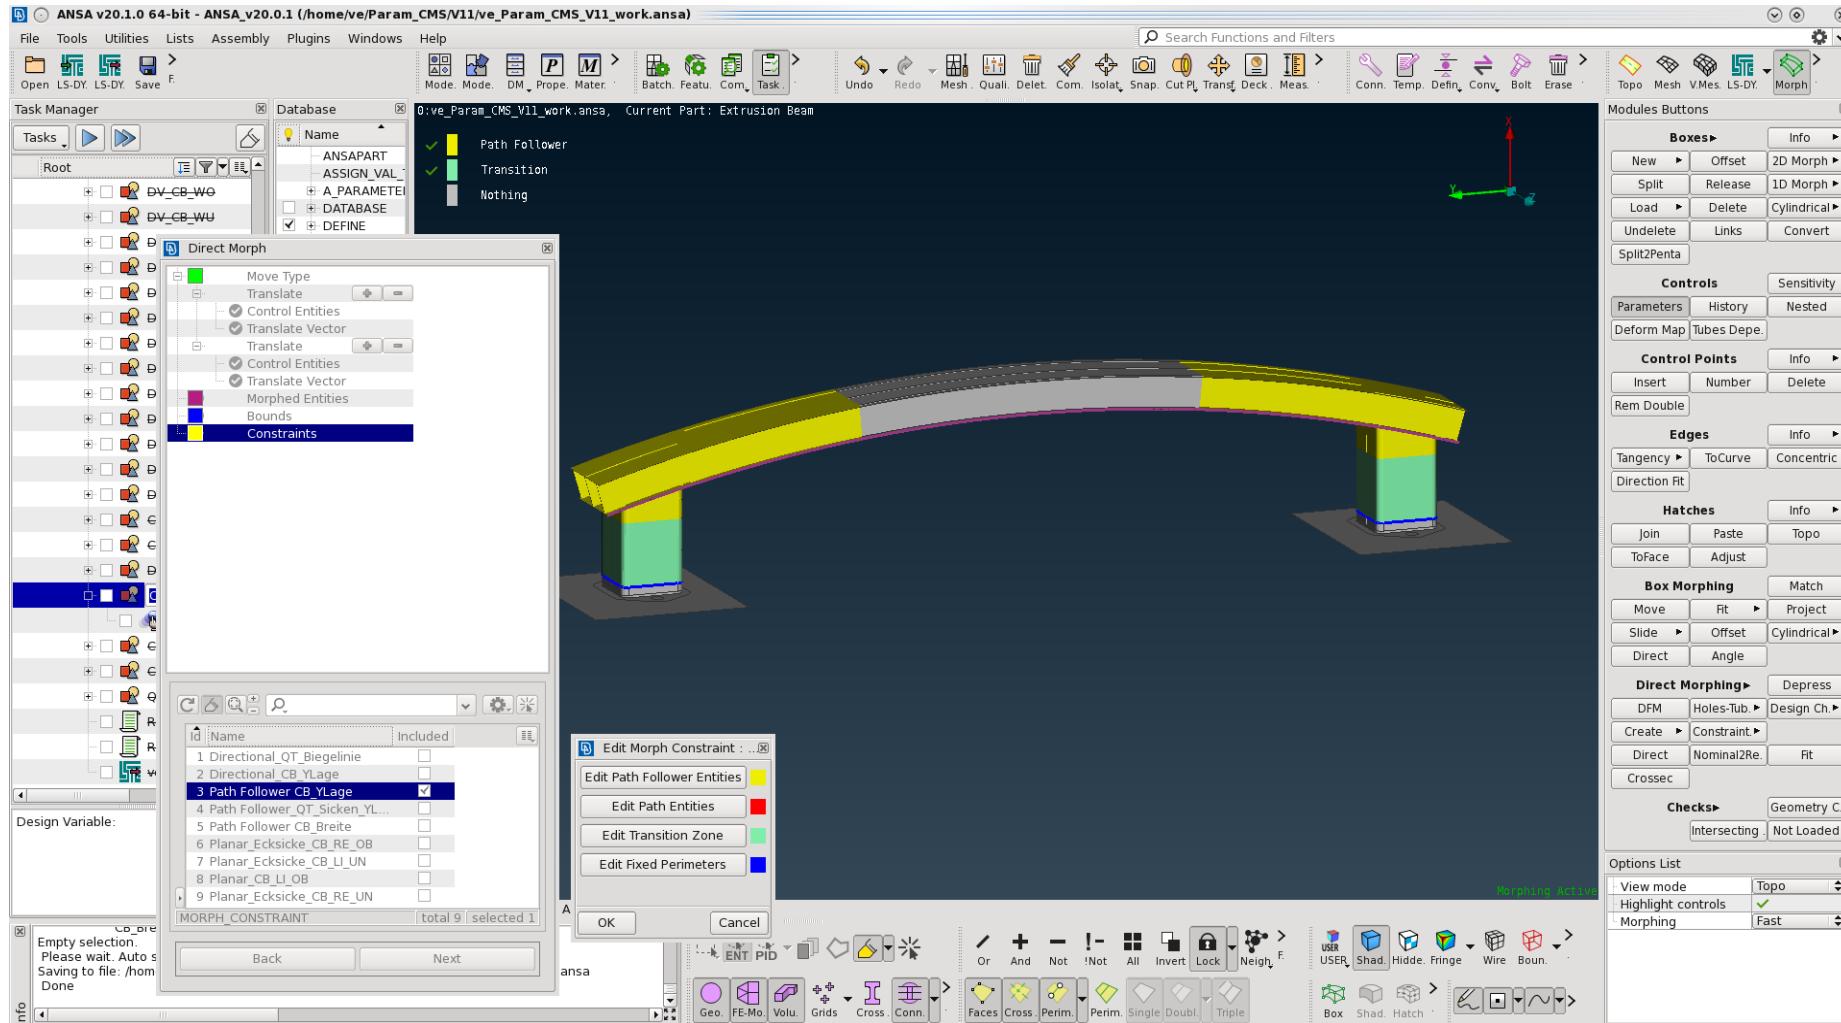 ANSA v20.1.0 64-bit - ANSA_v20.0.1 (/home/ve/Param_CMS/V11/ve_Param_CMS_V11_work.ansa)
File Tools Utilities Lists Assembly Plugins Windows Help
Search Functions and Filters
Open LS-DY. LS-DY. Save F.
Mode. Mode. DM Prope. Mater.
Batch. Featu. Com. Task.
Undo Redo Mesh. Quali. Delet. Com. Isolat. Snap. Cut Pl. Transf Deck. Meas.
Conn. Temp. Defin. Conv. Bolt Erase
Topo Mesh V.Mes. LS-DY. Morph
Task Manager
Tasks
Root
DV_CB_WO
DV_CB_WU
Design Variable:
Database
Name
ANSAPART
ASSIGN_VAL_
A_PARAMETE
DATABASE
DEFINE
0:ve_Param_CMS_V11_work.ansa, Current Part: Extrusion Beam
Path Follower
Transition
Nothing
X
Y
Z
Morphing Active
Direct Morph
Move Type
Translate
Control Entities
Translate Vector
Translate
Control Entities
Translate Vector
Morphed Entities
Bounds
Constraints
Id Name Included
1 Directional_QT_Biegelinie
2 Directional_CB_YLage
3 Path Follower CB_YLage
4 Path Follower_QT_Sicken_YL...
5 Path Follower CB_Breite
6 Planar_Ecksicke_CB_RE_OB
7 Planar_Ecksicke_CB_LI_UN
8 Planar_CB_LI_OB
9 Planar_Ecksicke_CB_RE_UN
MORPH_CONSTRAINT total 9 selected 1
Back Next
Edit Morph Constraint : ...
Edit Path Follower Entities
Edit Path Entities
Edit Transition Zone
Edit Fixed Perimeters
OK Cancel
CB_Bre
Empty selection.
Please wait. Auto s
Saving to file: /hom
ansa
Done
nfo
ENT PID
Or And Not !Not All Invert Lock Neigh. F.
USER Shad. Hidde. Fringe Wire Boun.
Geo. FE-Mo. Volu. Grids Cross. Conn.
Faces Cross. Perim. Perim. Single Doubl. Triple
Box Shad. Hatch
Modules Buttons
Boxes Info
New Offset 2D Morph
Split Release 1D Morph
Load Delete Cylindrical
Undelete Links Convert
Split2Penta
Controls Sensitivity
Parameters History Nested
Deform Map Tubes Depe.
Control Points Info
Insert Number Delete
Rem Double
Edges Info
Tangency ToCurve Concentric
Direction Fit
Hatches Info
Join Paste Topo
ToFace Adjust
Box Morphing Match
Move Fit Project
Slide Offset Cylindrical
Direct Angle
Direct Morphing Depress
DFM Holes-Tub. Design Ch.
Create Constraint.
Direct Nominal2Re. Fit
Crossec
Checks Geometry C.
Intersecting. Not Loaded
Options List
View mode Topo
Highlight controls
Morphing Fast